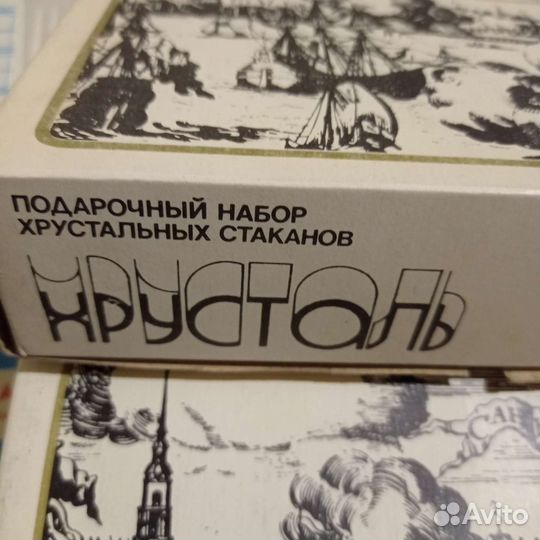 ПОДАРОЧНЫЙ НАБОР
ХРУСТАЛЬНЫХ СТАКАНОВ
ХРУСТАЛЬ
Avito